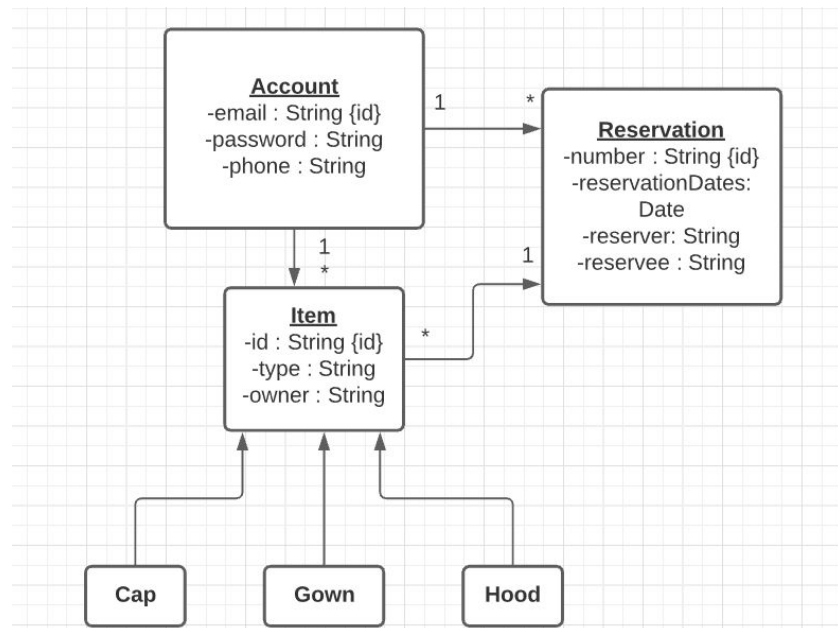 Account
-email : String {id}
-password : String
-phone : String
1
*
Reservation
-number : String {id}
-reservationDates:
Date
-reserver: String
-reservee : String
1
*
1
*
Item
-id : String {id}
-type : String
-owner : String
Cap
Gown
Hood